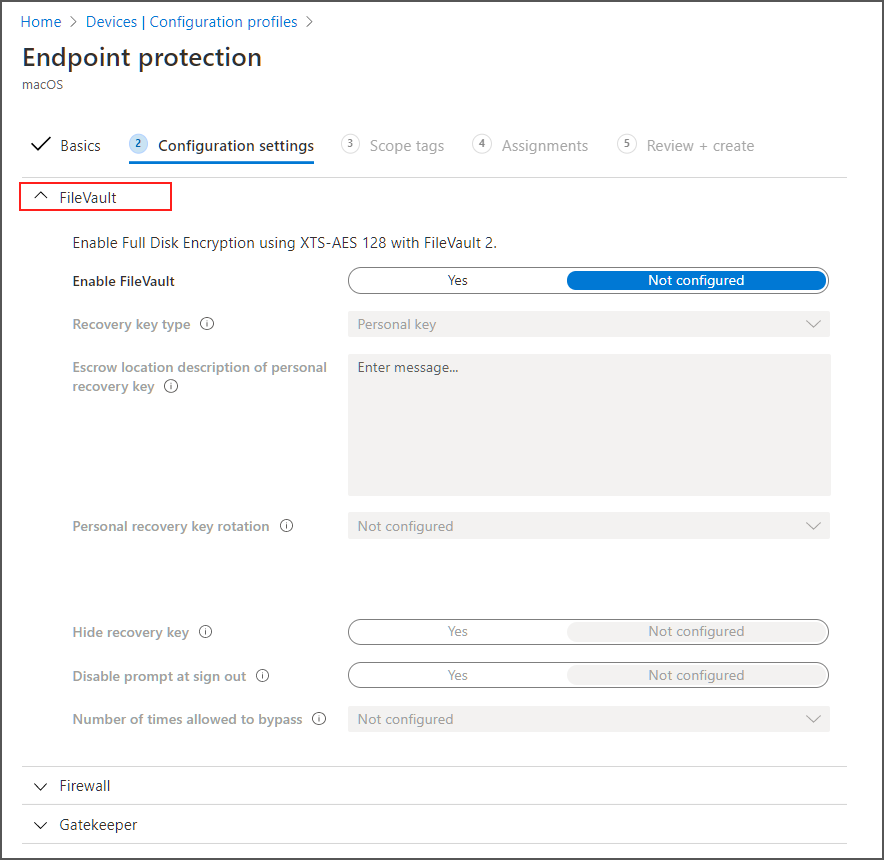 Home > Devices | Configuration profiles >
Endpoint protection
macOS
Basics 2 Configuration settings 3 Scope tags 4 Assignments 5 Review + create
FileVault
Enable Full Disk Encryption using XTS-AES 128 with FileVault 2.
Enable FileVault Yes Not configured
Recovery key type Personal key
Escrow location description of personal
recovery key
Enter message...
Personal recovery key rotation Not configured
Hide recovery key Yes Not configured
Disable prompt at sign out Yes Not configured
Number of times allowed to bypass Not configured
Firewall
Gatekeeper